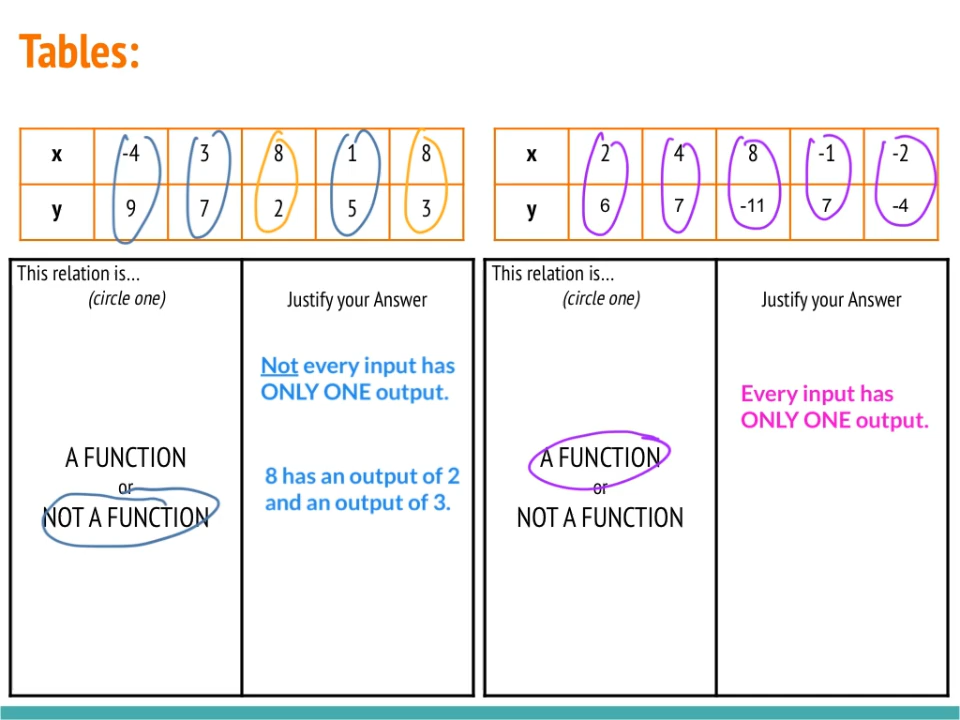 Tables:
x -4 3 8 1 8
y 9 7 2 5 3
x 2 4 8 -1 -2
y 6 7 -11 7 -4
This relation is...
(circle one)
A FUNCTION
or
NOT A FUNCTION
Justify your Answer
Not every input has
ONLY ONE output.
8 has an output of 2
and an output of 3.
This relation is...
(circle one)
A FUNCTION
or
NOT A FUNCTION
Justify your Answer
Every input has
ONLY ONE output.